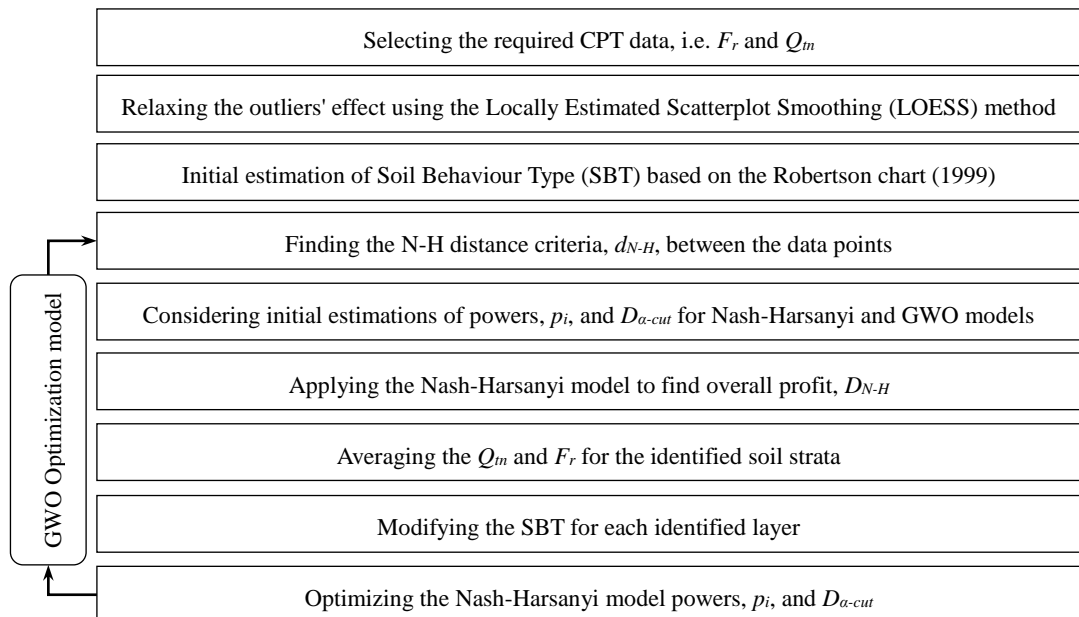 Selecting the required CPT data, i.e. Fr and Qtn
Relaxing the outliers' effect using the Locally Estimated Scatterplot Smoothing (LOESS) method
Initial estimation of Soil Behaviour Type (SBT) based on the Robertson chart (1999)
Finding the N-H distance criteria, dN-H, between the data points
Considering initial estimations of powers, pi, and Dα-cut for Nash-Harsanyi and GWO models
Applying the Nash-Harsanyi model to find overall profit, DN-H
Averaging the Qtn and Fr for the identified soil strata
Modifying the SBT for each identified layer
Optimizing the Nash-Harsanyi model powers, pi, and Dα-cut
GWO Optimization model